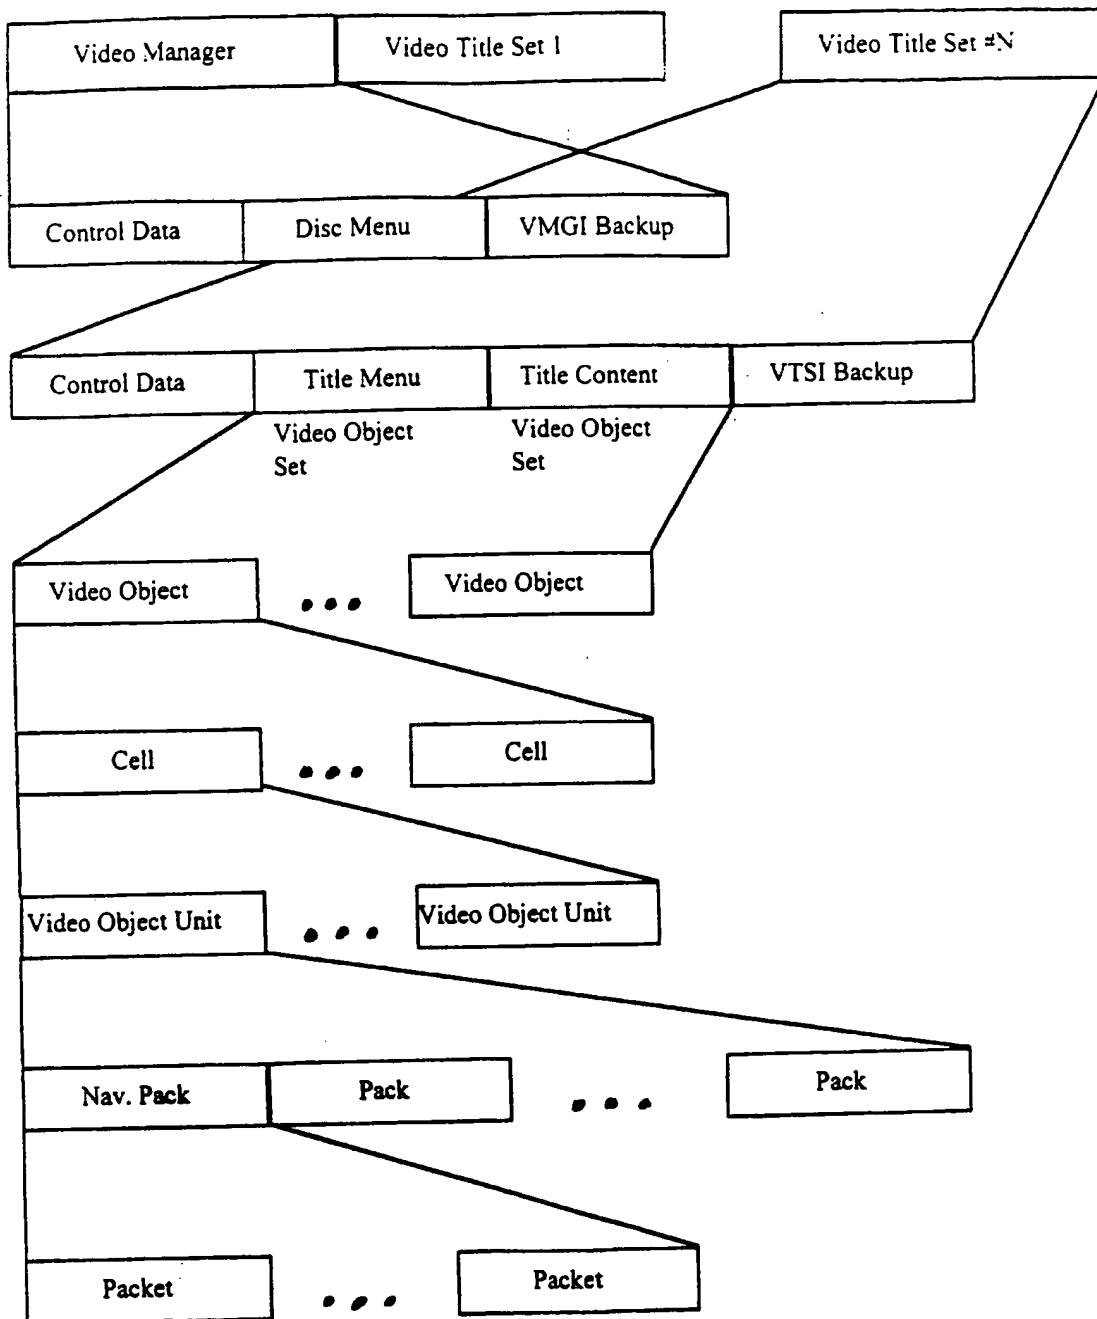 Video Manager
Video Title Set 1
Video Title Set #N
Control Data
Disc Menu
VMGI Backup
Control Data
Title Menu
Title Content
VTSI Backup
Video Object
Set
Video Object
Set
Video Object
Video Object
Cell
Cell
Video Object Unit
Video Object Unit
Nav. Pack
Pack
Pack
Packet
Packet